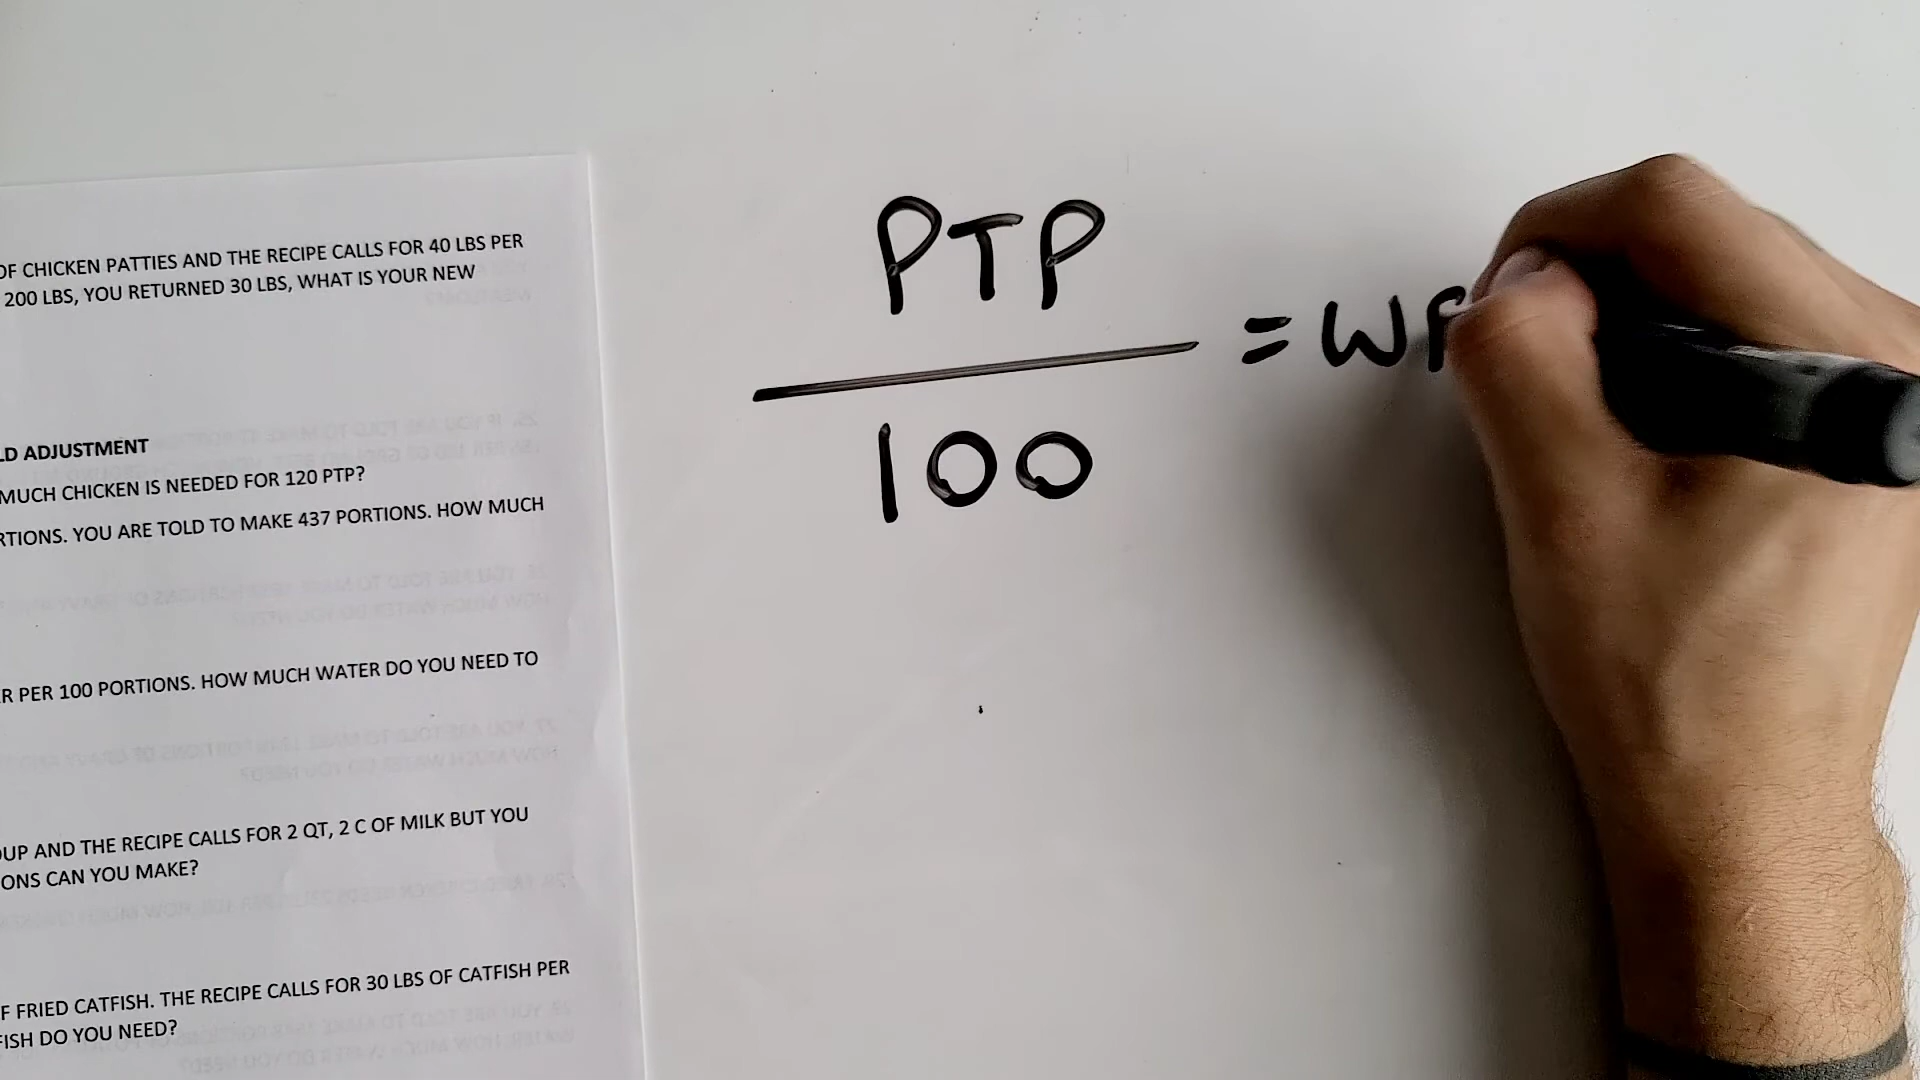 OF CHICKEN PATTIES AND THE RECIPE CALLS FOR 40 LBS PER
200 LBS, YOU RETURNED 30 LBS, WHAT IS YOUR NEW
LD ADJUSTMENT
MUCH CHICKEN IS NEEDED FOR 120 PTP?
RTIONS. YOU ARE TOLD TO MAKE 437 PORTIONS. HOW MUCH
R PER 100 PORTIONS. HOW MUCH WATER DO YOU NEED TO
OUP AND THE RECIPE CALLS FOR 2 QT, 2 C OF MILK BUT YOU
ONS CAN YOU MAKE?
F FRIED CATFISH. THE RECIPE CALLS FOR 30 LBS OF CATFISH PER
FISH DO YOU NEED?
PTP
= W
100